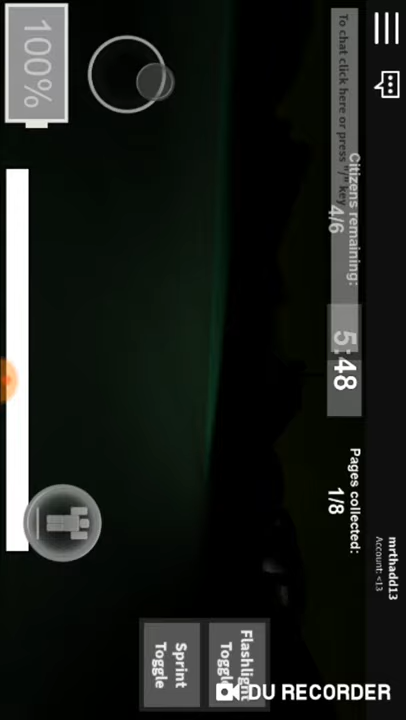 mrthadd13
Account: <13
To chat click here or press "/" key
Citizens remaining:
4/6
5:48
Pages collected:
1/8
100%
Flashlight
Toggle
Sprint
Toggle
DU RECORDER